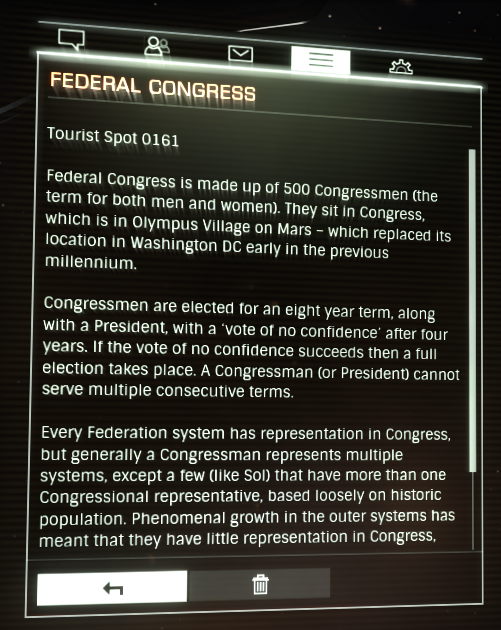 FEDERAL CONGRESS
Tourist Spot 0161
Federal Congress is made up of 500 Congressmen (the
term for both men and women). They sit in Congress,
which is in Olympus Village on Mars – which replaced its
location in Washington DC early in the previous
millennium.
Congressmen are elected for an eight year term, along
with a President, with a 'vote of no confidence' after four
years. If the vote of no confidence succeeds then a full
election takes place. A Congressman (or President) cannot
serve multiple consecutive terms.
Every Federation system has representation in Congress,
but generally a Congressman represents multiple
systems, except a few (like Sol) that have more than one
Congressional representative, based loosely on historic
population. Phenomenal growth in the outer systems has
meant that they have little representation in Congress,